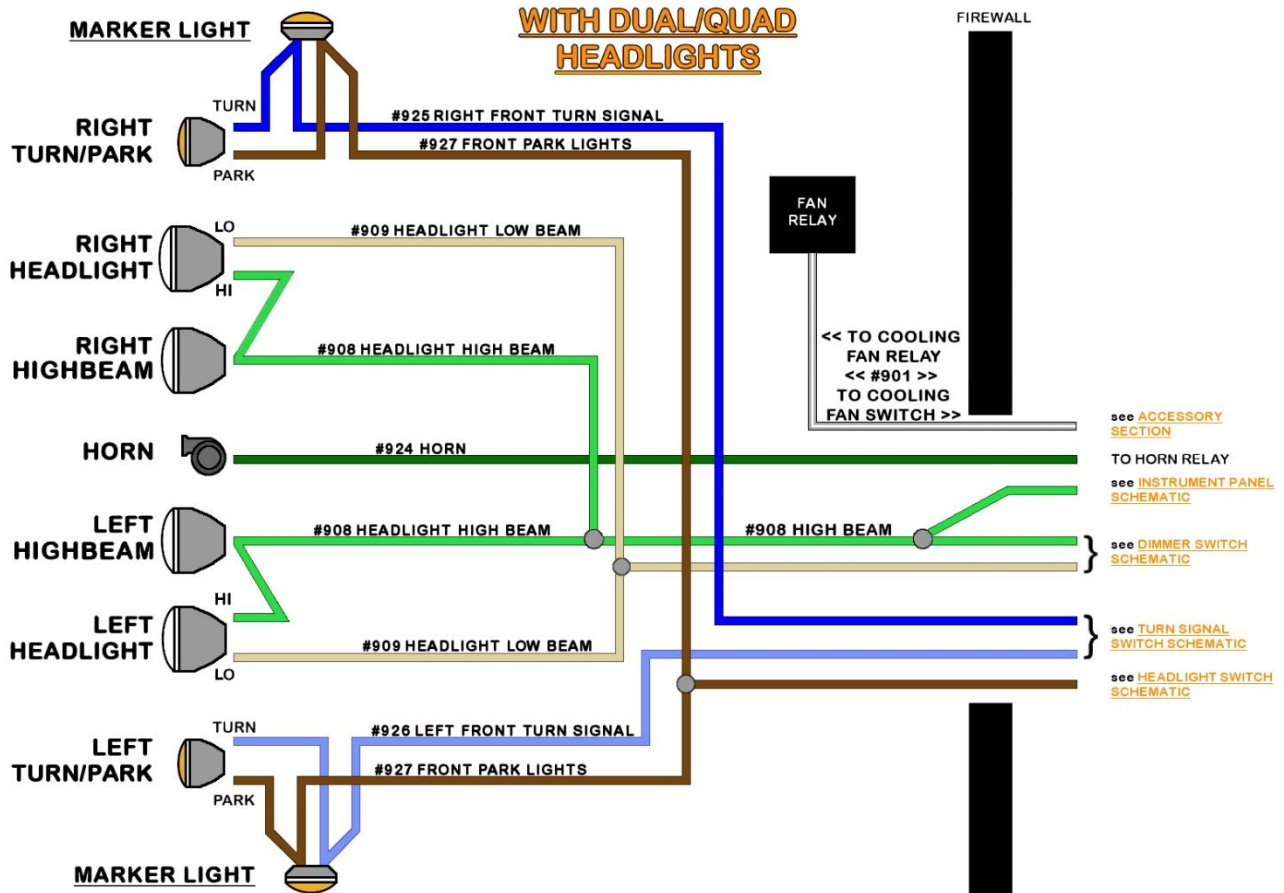 WITH DUAL/QUAD
HEADLIGHTS
FIREWALL
MARKER LIGHT
TURN
RIGHT
TURN/PARK
PARK
#925 RIGHT FRONT TURN SIGNAL
#927 FRONT PARK LIGHTS
FAN
RELAY
LO
RIGHT
HEADLIGHT
HI
#909 HEADLIGHT LOW BEAM
RIGHT
HIGHBEAM
#908 HEADLIGHT HIGH BEAM
<< TO COOLING
FAN RELAY
<< #901 >>
TO COOLING
FAN SWITCH >>
see ACCESSORY
SECTION
HORN
#924 HORN
TO HORN RELAY
see INSTRUMENT PANEL
SCHEMATIC
LEFT
HIGHBEAM
#908 HEADLIGHT HIGH BEAM
#908 HIGH BEAM
} see DIMMER SWITCH
SCHEMATIC
HI
LEFT
HEADLIGHT
LO
#909 HEADLIGHT LOW BEAM
} see TURN SIGNAL
SWITCH SCHEMATIC
see HEADLIGHT SWITCH
SCHEMATIC
TURN
LEFT
TURN/PARK
PARK
#926 LEFT FRONT TURN SIGNAL
#927 FRONT PARK LIGHTS
MARKER LIGHT